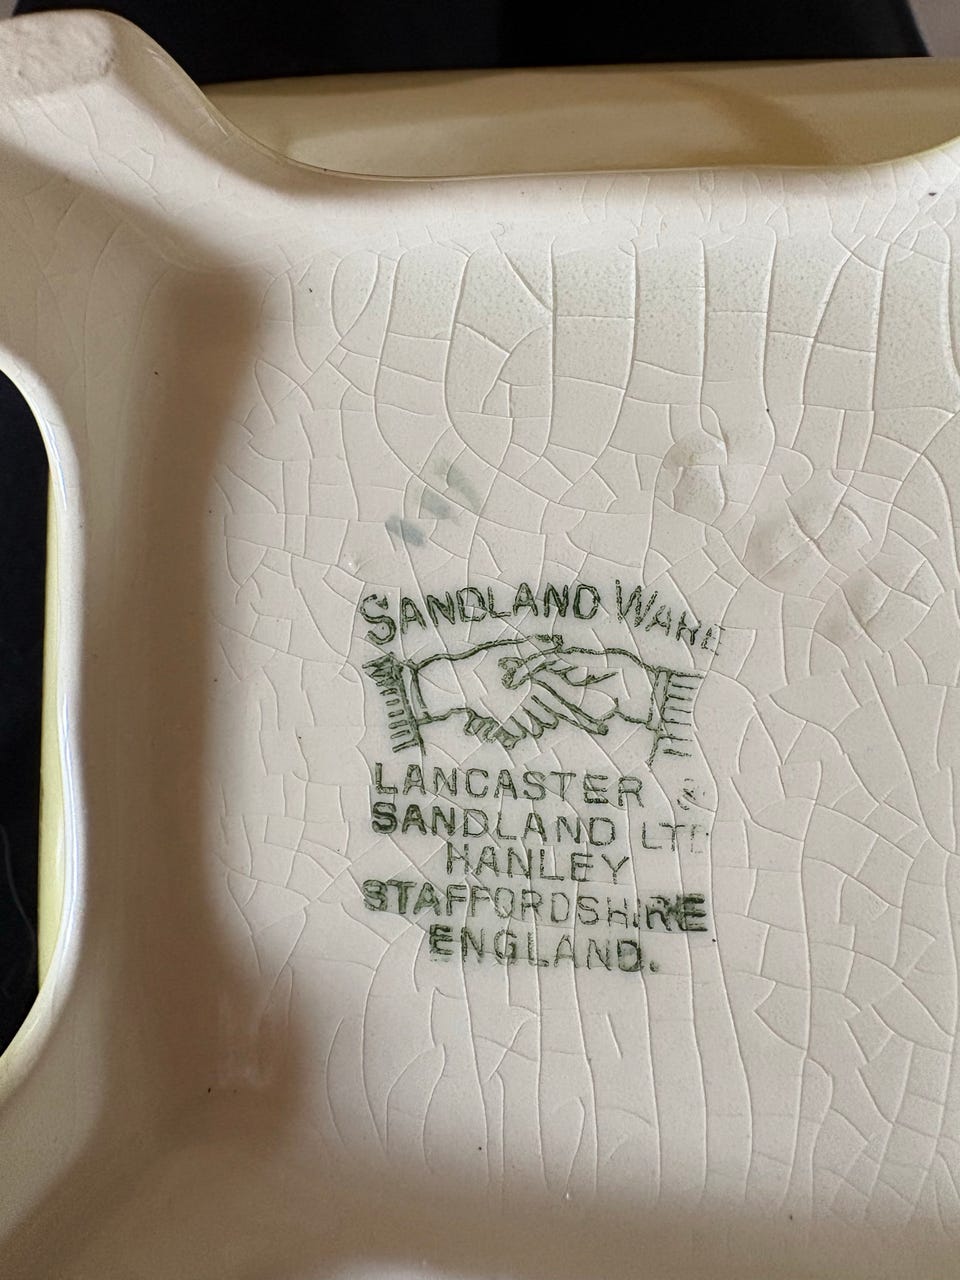 SANDLAND WARE
LANCASTER &
SANDLAND LTD
HANLEY
STAFFORDSHIRE
ENGLAND.